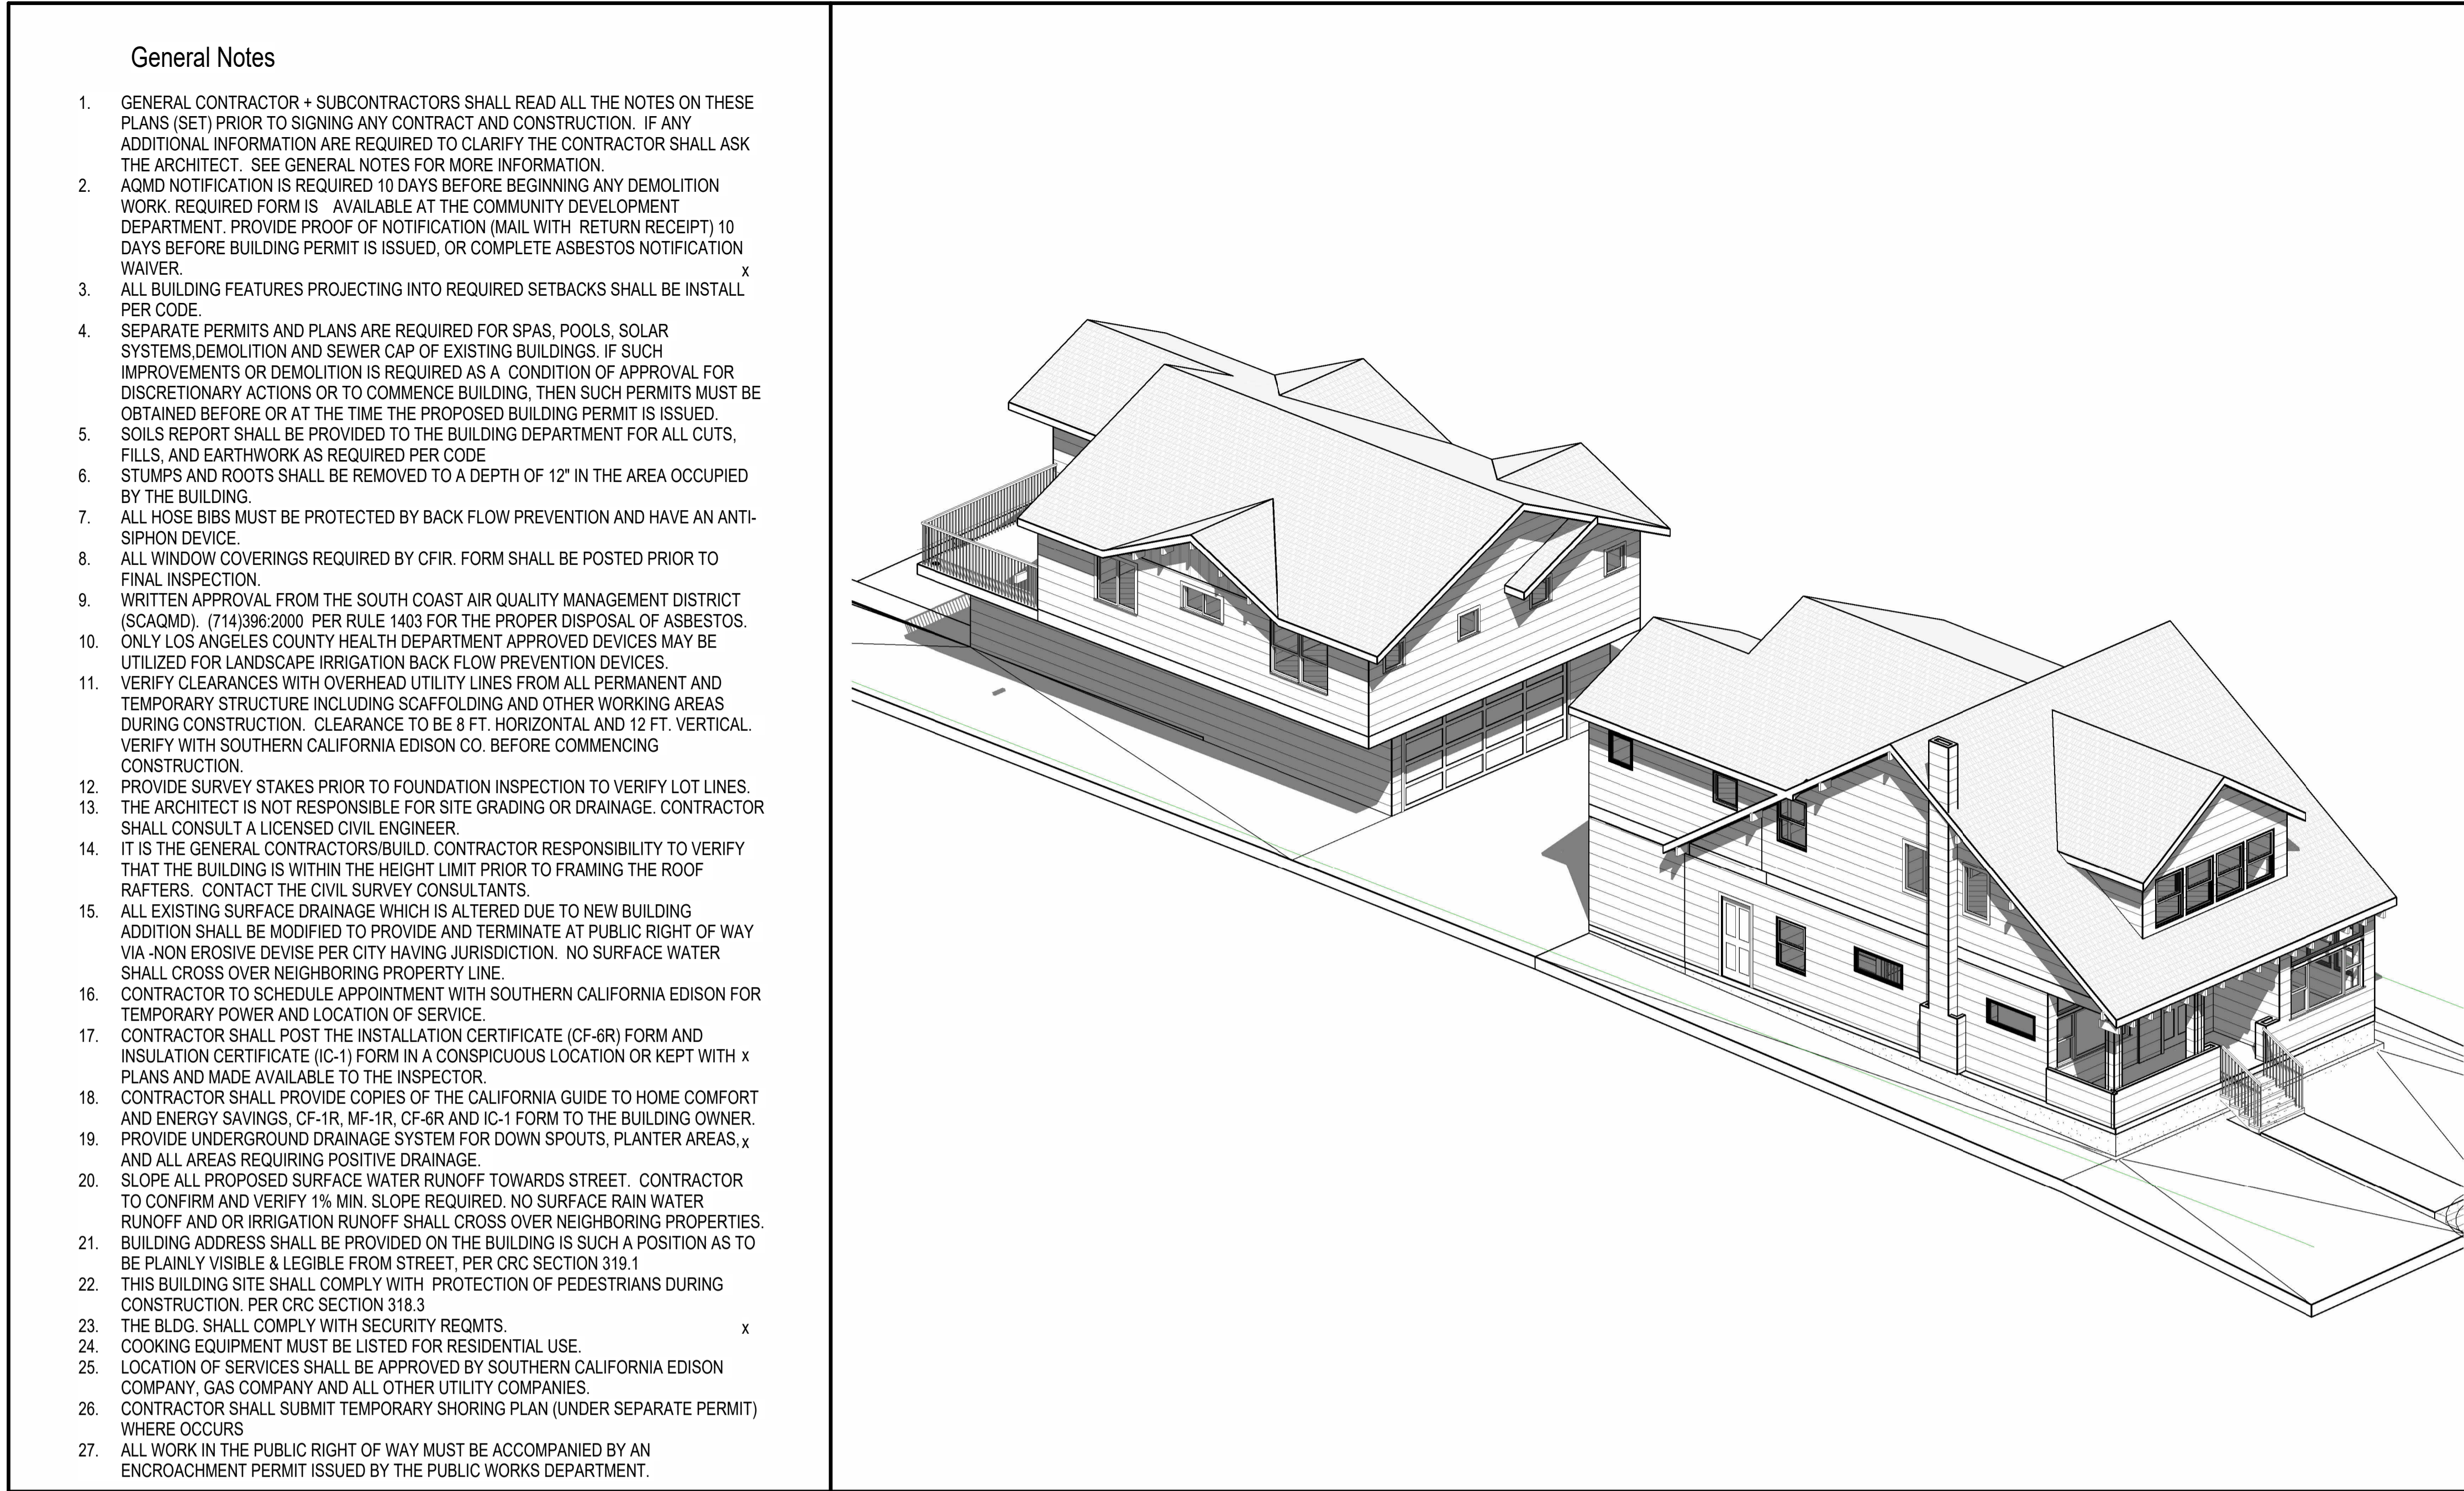 General Notes
1. GENERAL CONTRACTOR + SUBCONTRACTORS SHALL READ ALL THE NOTES ON THESE
PLANS (SET) PRIOR TO SIGNING ANY CONTRACT AND CONSTRUCTION. IF ANY
ADDITIONAL INFORMATION ARE REQUIRED TO CLARIFY THE CONTRACTOR SHALL ASK
THE ARCHITECT. SEE GENERAL NOTES FOR MORE INFORMATION.
2. AQMD NOTIFICATION IS REQUIRED 10 DAYS BEFORE BEGINNING ANY DEMOLITION
WORK. REQUIRED FORM IS AVAILABLE AT THE COMMUNITY DEVELOPMENT
DEPARTMENT. PROVIDE PROOF OF NOTIFICATION (MAIL WITH RETURN RECEIPT) 10
DAYS BEFORE BUILDING PERMIT IS ISSUED, OR COMPLETE ASBESTOS NOTIFICATION
WAIVER. x
3. ALL BUILDING FEATURES PROJECTING INTO REQUIRED SETBACKS SHALL BE INSTALL
PER CODE.
4. SEPARATE PERMITS AND PLANS ARE REQUIRED FOR SPAS, POOLS, SOLAR
SYSTEMS,DEMOLITION AND SEWER CAP OF EXISTING BUILDINGS. IF SUCH
IMPROVEMENTS OR DEMOLITION IS REQUIRED AS A CONDITION OF APPROVAL FOR
DISCRETIONARY ACTIONS OR TO COMMENCE BUILDING, THEN SUCH PERMITS MUST BE
OBTAINED BEFORE OR AT THE TIME THE PROPOSED BUILDING PERMIT IS ISSUED.
5. SOILS REPORT SHALL BE PROVIDED TO THE BUILDING DEPARTMENT FOR ALL CUTS,
FILLS, AND EARTHWORK AS REQUIRED PER CODE
6. STUMPS AND ROOTS SHALL BE REMOVED TO A DEPTH OF 12" IN THE AREA OCCUPIED
BY THE BUILDING.
7. ALL HOSE BIBS MUST BE PROTECTED BY BACK FLOW PREVENTION AND HAVE AN ANTI-
SIPHON DEVICE.
8. ALL WINDOW COVERINGS REQUIRED BY CFIR. FORM SHALL BE POSTED PRIOR TO
FINAL INSPECTION.
9. WRITTEN APPROVAL FROM THE SOUTH COAST AIR QUALITY MANAGEMENT DISTRICT
(SCAQMD). (714)396:2000 PER RULE 1403 FOR THE PROPER DISPOSAL OF ASBESTOS.
10. ONLY LOS ANGELES COUNTY HEALTH DEPARTMENT APPROVED DEVICES MAY BE
UTILIZED FOR LANDSCAPE IRRIGATION BACK FLOW PREVENTION DEVICES.
11. VERIFY CLEARANCES WITH OVERHEAD UTILITY LINES FROM ALL PERMANENT AND
TEMPORARY STRUCTURE INCLUDING SCAFFOLDING AND OTHER WORKING AREAS
DURING CONSTRUCTION. CLEARANCE TO BE 8 FT. HORIZONTAL AND 12 FT. VERTICAL.
VERIFY WITH SOUTHERN CALIFORNIA EDISON CO. BEFORE COMMENCING
CONSTRUCTION.
12. PROVIDE SURVEY STAKES PRIOR TO FOUNDATION INSPECTION TO VERIFY LOT LINES.
13. THE ARCHITECT IS NOT RESPONSIBLE FOR SITE GRADING OR DRAINAGE. CONTRACTOR
SHALL CONSULT A LICENSED CIVIL ENGINEER.
14. IT IS THE GENERAL CONTRACTORS/BUILD. CONTRACTOR RESPONSIBILITY TO VERIFY
THAT THE BUILDING IS WITHIN THE HEIGHT LIMIT PRIOR TO FRAMING THE ROOF
RAFTERS. CONTACT THE CIVIL SURVEY CONSULTANTS.
15. ALL EXISTING SURFACE DRAINAGE WHICH IS ALTERED DUE TO NEW BUILDING
ADDITION SHALL BE MODIFIED TO PROVIDE AND TERMINATE AT PUBLIC RIGHT OF WAY
VIA -NON EROSIVE DEVISE PER CITY HAVING JURISDICTION. NO SURFACE WATER
SHALL CROSS OVER NEIGHBORING PROPERTY LINE.
16. CONTRACTOR TO SCHEDULE APPOINTMENT WITH SOUTHERN CALIFORNIA EDISON FOR
TEMPORARY POWER AND LOCATION OF SERVICE.
17. CONTRACTOR SHALL POST THE INSTALLATION CERTIFICATE (CF-6R) FORM AND
INSULATION CERTIFICATE (IC-1) FORM IN A CONSPICUOUS LOCATION OR KEPT WITH x
PLANS AND MADE AVAILABLE TO THE INSPECTOR.
18. CONTRACTOR SHALL PROVIDE COPIES OF THE CALIFORNIA GUIDE TO HOME COMFORT
AND ENERGY SAVINGS, CF-1R, MF-1R, CF-6R AND IC-1 FORM TO THE BUILDING OWNER.
19. PROVIDE UNDERGROUND DRAINAGE SYSTEM FOR DOWN SPOUTS, PLANTER AREAS, x
AND ALL AREAS REQUIRING POSITIVE DRAINAGE.
20. SLOPE ALL PROPOSED SURFACE WATER RUNOFF TOWARDS STREET. CONTRACTOR
TO CONFIRM AND VERIFY 1% MIN. SLOPE REQUIRED. NO SURFACE RAIN WATER
RUNOFF AND OR IRRIGATION RUNOFF SHALL CROSS OVER NEIGHBORING PROPERTIES.
21. BUILDING ADDRESS SHALL BE PROVIDED ON THE BUILDING IS SUCH A POSITION AS TO
BE PLAINLY VISIBLE & LEGIBLE FROM STREET, PER CRC SECTION 319.1
22. THIS BUILDING SITE SHALL COMPLY WITH PROTECTION OF PEDESTRIANS DURING
CONSTRUCTION. PER CRC SECTION 318.3
23. THE BLDG. SHALL COMPLY WITH SECURITY REQMTS. x
24. COOKING EQUIPMENT MUST BE LISTED FOR RESIDENTIAL USE.
25. LOCATION OF SERVICES SHALL BE APPROVED BY SOUTHERN CALIFORNIA EDISON
COMPANY, GAS COMPANY AND ALL OTHER UTILITY COMPANIES.
26. CONTRACTOR SHALL SUBMIT TEMPORARY SHORING PLAN (UNDER SEPARATE PERMIT)
WHERE OCCURS
27. ALL WORK IN THE PUBLIC RIGHT OF WAY MUST BE ACCOMPANIED BY AN
ENCROACHMENT PERMIT ISSUED BY THE PUBLIC WORKS DEPARTMENT.